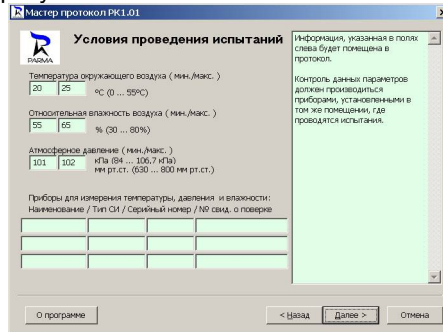 Мастер протокол РК1.01
PARMA
Условия проведения испытаний
Температура окружающего воздуха ( мин./макс. )
20 25 °C (0 ... 55°C)
Относительная влажность воздуха ( мин./макс. )
55 65 % (30 ... 80%)
Атмосферное давление ( мин./макс. )
101 102 кПа (84 ... 106.7 кПа)
мм рт.ст. (630 ... 800 мм рт.ст.)
Приборы для измерения температуры, давления и влажности:
Наименование / Тип СИ / Серийный номер / № свид. о поверке
Информация, указанная в полях
слева будет помещена в
протокол.
Контроль данных параметров
должен производиться
приборами, установленными в
том же помещении, где
проводятся испытания.
О программе
< Назад
Далее >
Отмена